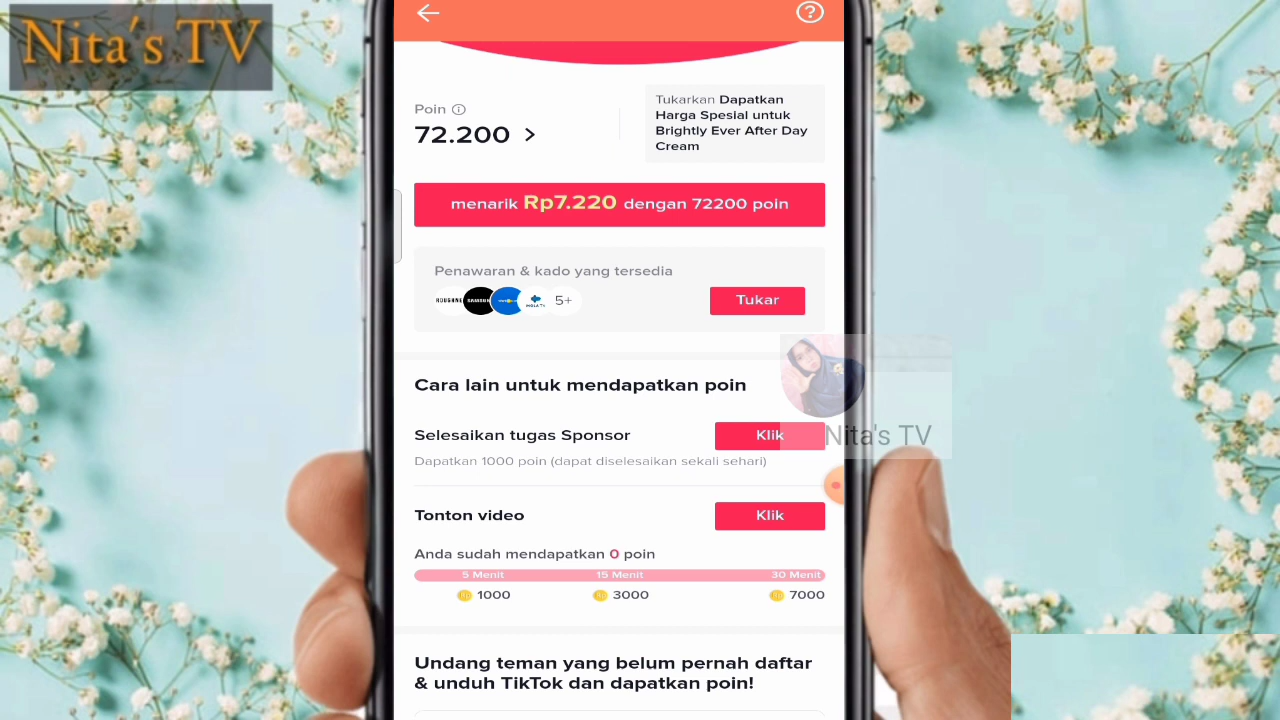 Nita's TV
Poin
72.200 >
Tukarkan Dapatkan
Harga Spesial untuk
Brightly Ever After Day
Cream
menarik Rp7.220 dengan 72200 poin
Penawaran & kado yang tersedia
SAMSUNG
5+
Tukar
Cara lain untuk mendapatkan poin
Selesaikan tugas Sponsor
Klik
Dapatkan 1000 poin (dapat diselesaikan sekali sehari)
Nita's TV
Tonton video
Klik
Anda sudah mendapatkan 0 poin
5 Menit 15 Menit 30 Menit
1000 3000 7000
Undang teman yang belum pernah daftar
& unduh TikTok dan dapatkan poin!